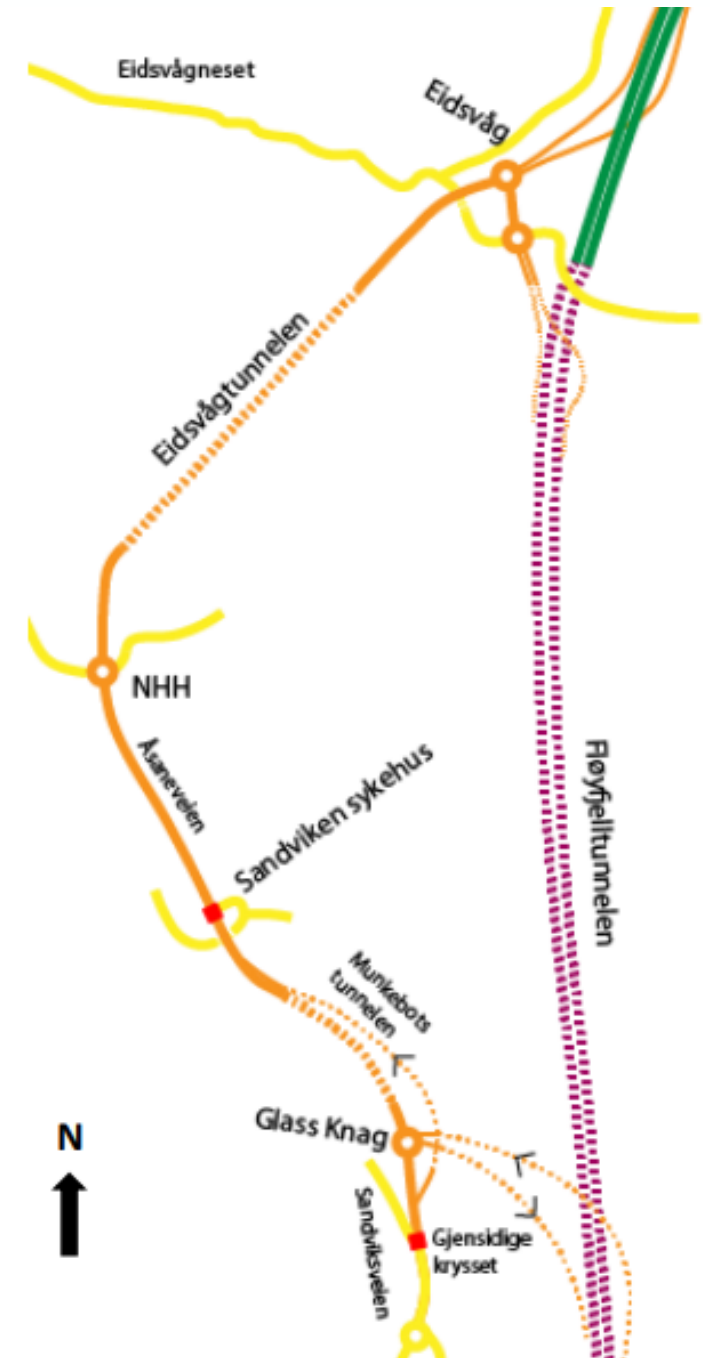 Eidsvågneset
Eidsvåg
Eidsvågtunnelen
NHH
Åsaneveien
Sandviken sykehus
Fløyfjelltunnelen
Munkebots
tunnelen
N
Glass Knag
Sandviksveien
Gjensidige
krysset